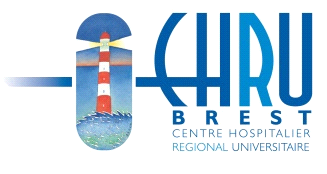 CHRU
BREST
CENTRE HOSPITALIER
REGIONAL UNIVERSITAIRE